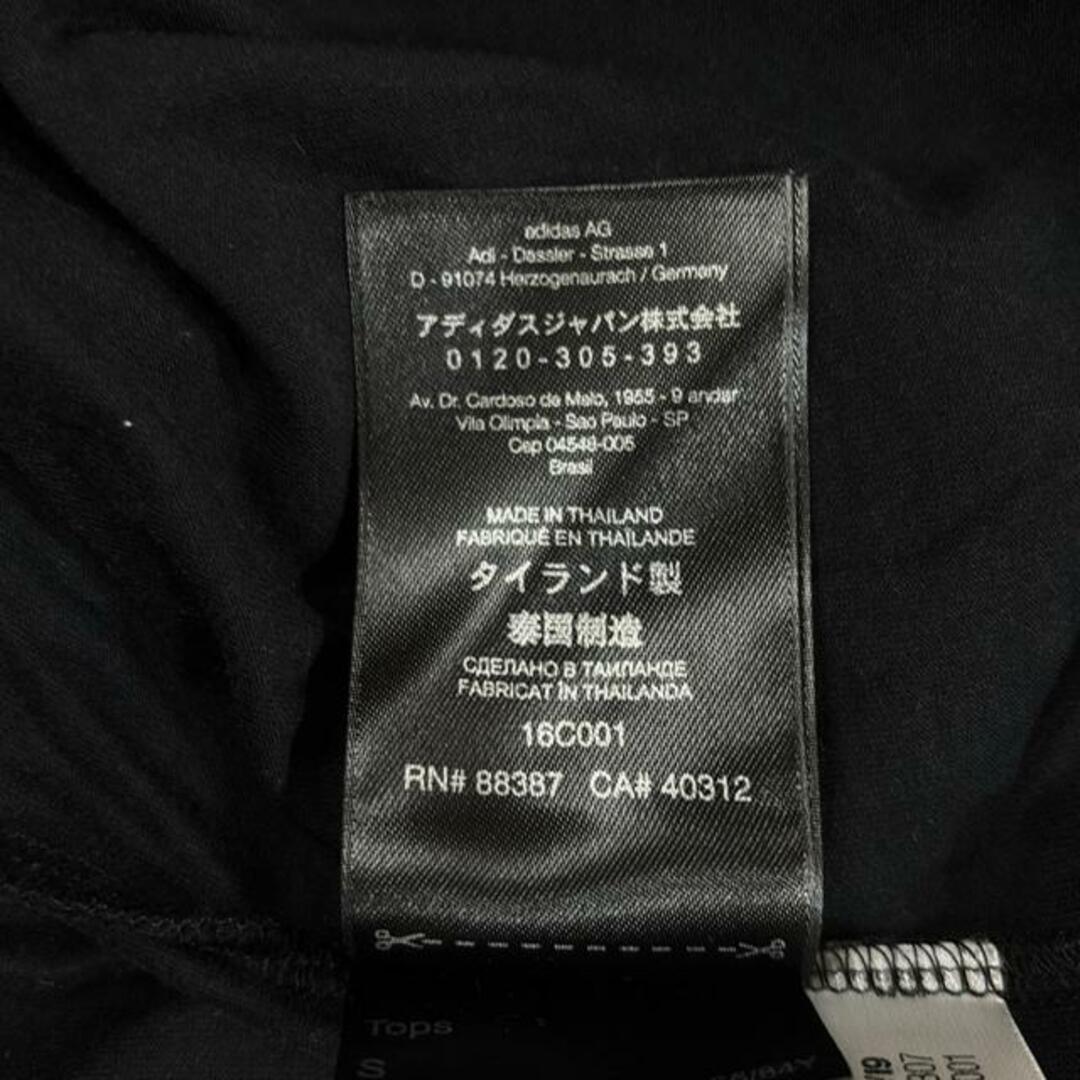 adidas AG
Adi - Dassler - Strasse 1
D - 91074 Herzogenaurach / Germany
アディダスジャパン株式会社
0120-305-393
Av. Dr. Cardoso de Melo, 1955 - 9 andar
Vila Olimpia - Sao Paulo - SP
Cep 04548-005
Brasil
MADE IN THAILAND
FABRIQUÉ EN THAÏLANDE
タイランド製
泰国制造
СДЕЛАНО В ТАИЛАНДЕ
FABRICAT ÎN THAILANDA
16C001
RN# 88387 CA# 40312
Tops
S